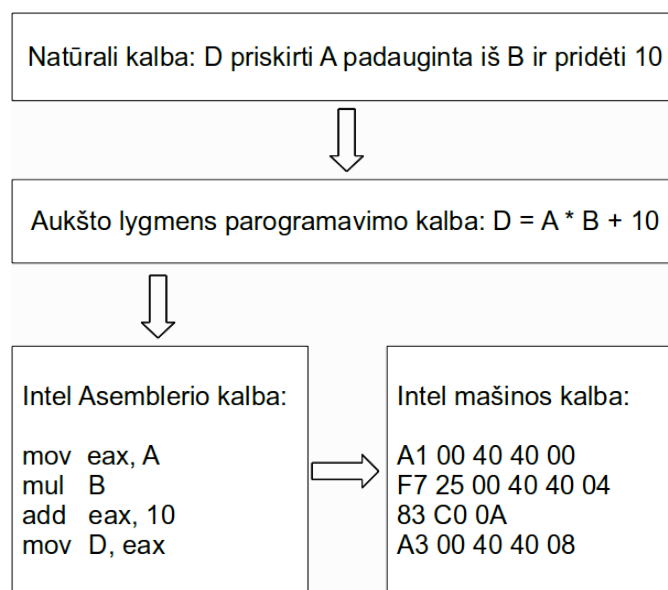 Natūrali kalba: D priskirti A padauginta iš B ir pridėti 10
Aukšto lygmens parogramavimo kalba: D = A * B + 10
Intel Asemblerio kalba:
mov eax, A
mul B
add eax, 10
mov D, eax
Intel mašinos kalba:
A1 00 40 40 00
F7 25 00 40 40 04
83 C0 0A
A3 00 40 40 08